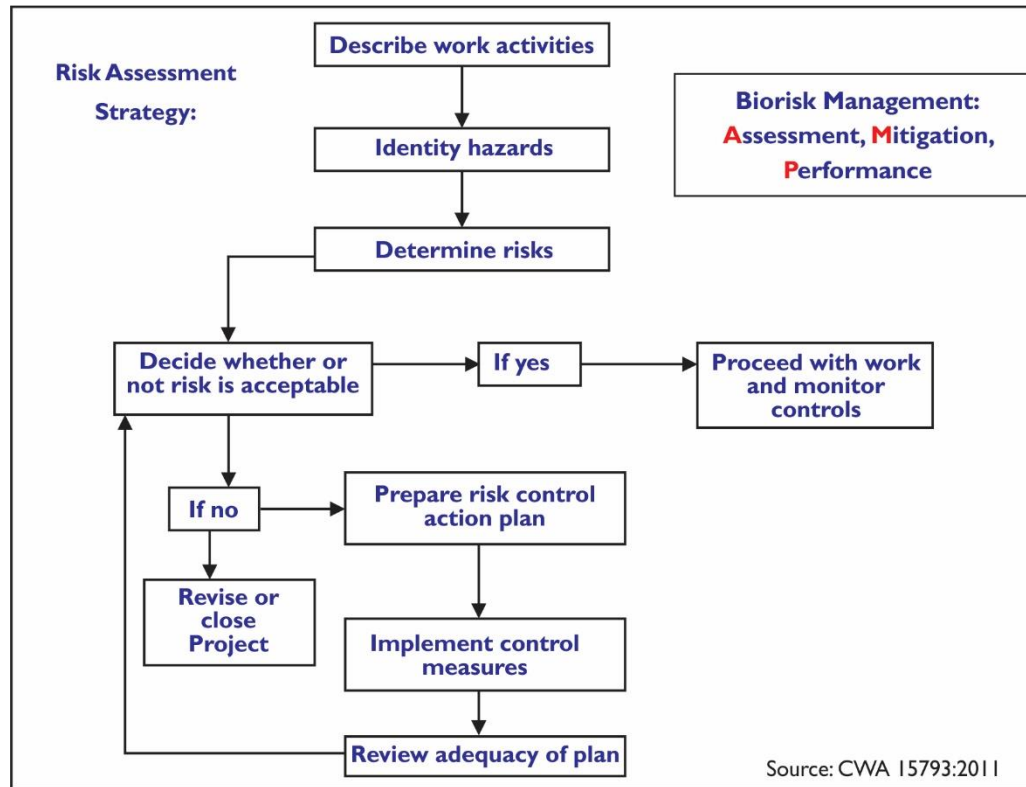 Describe work activities
Risk Assessment
Strategy:
Biorisk Management:
Assessment, Mitigation,
Performance
Identity hazards
Determine risks
Decide whether or
not risk is acceptable
If yes
Proceed with work
and monitor
controls
If no
Prepare risk control
action plan
Revise or
close
Project
Implement control
measures
Review adequacy of plan
Source: CWA 15793:2011